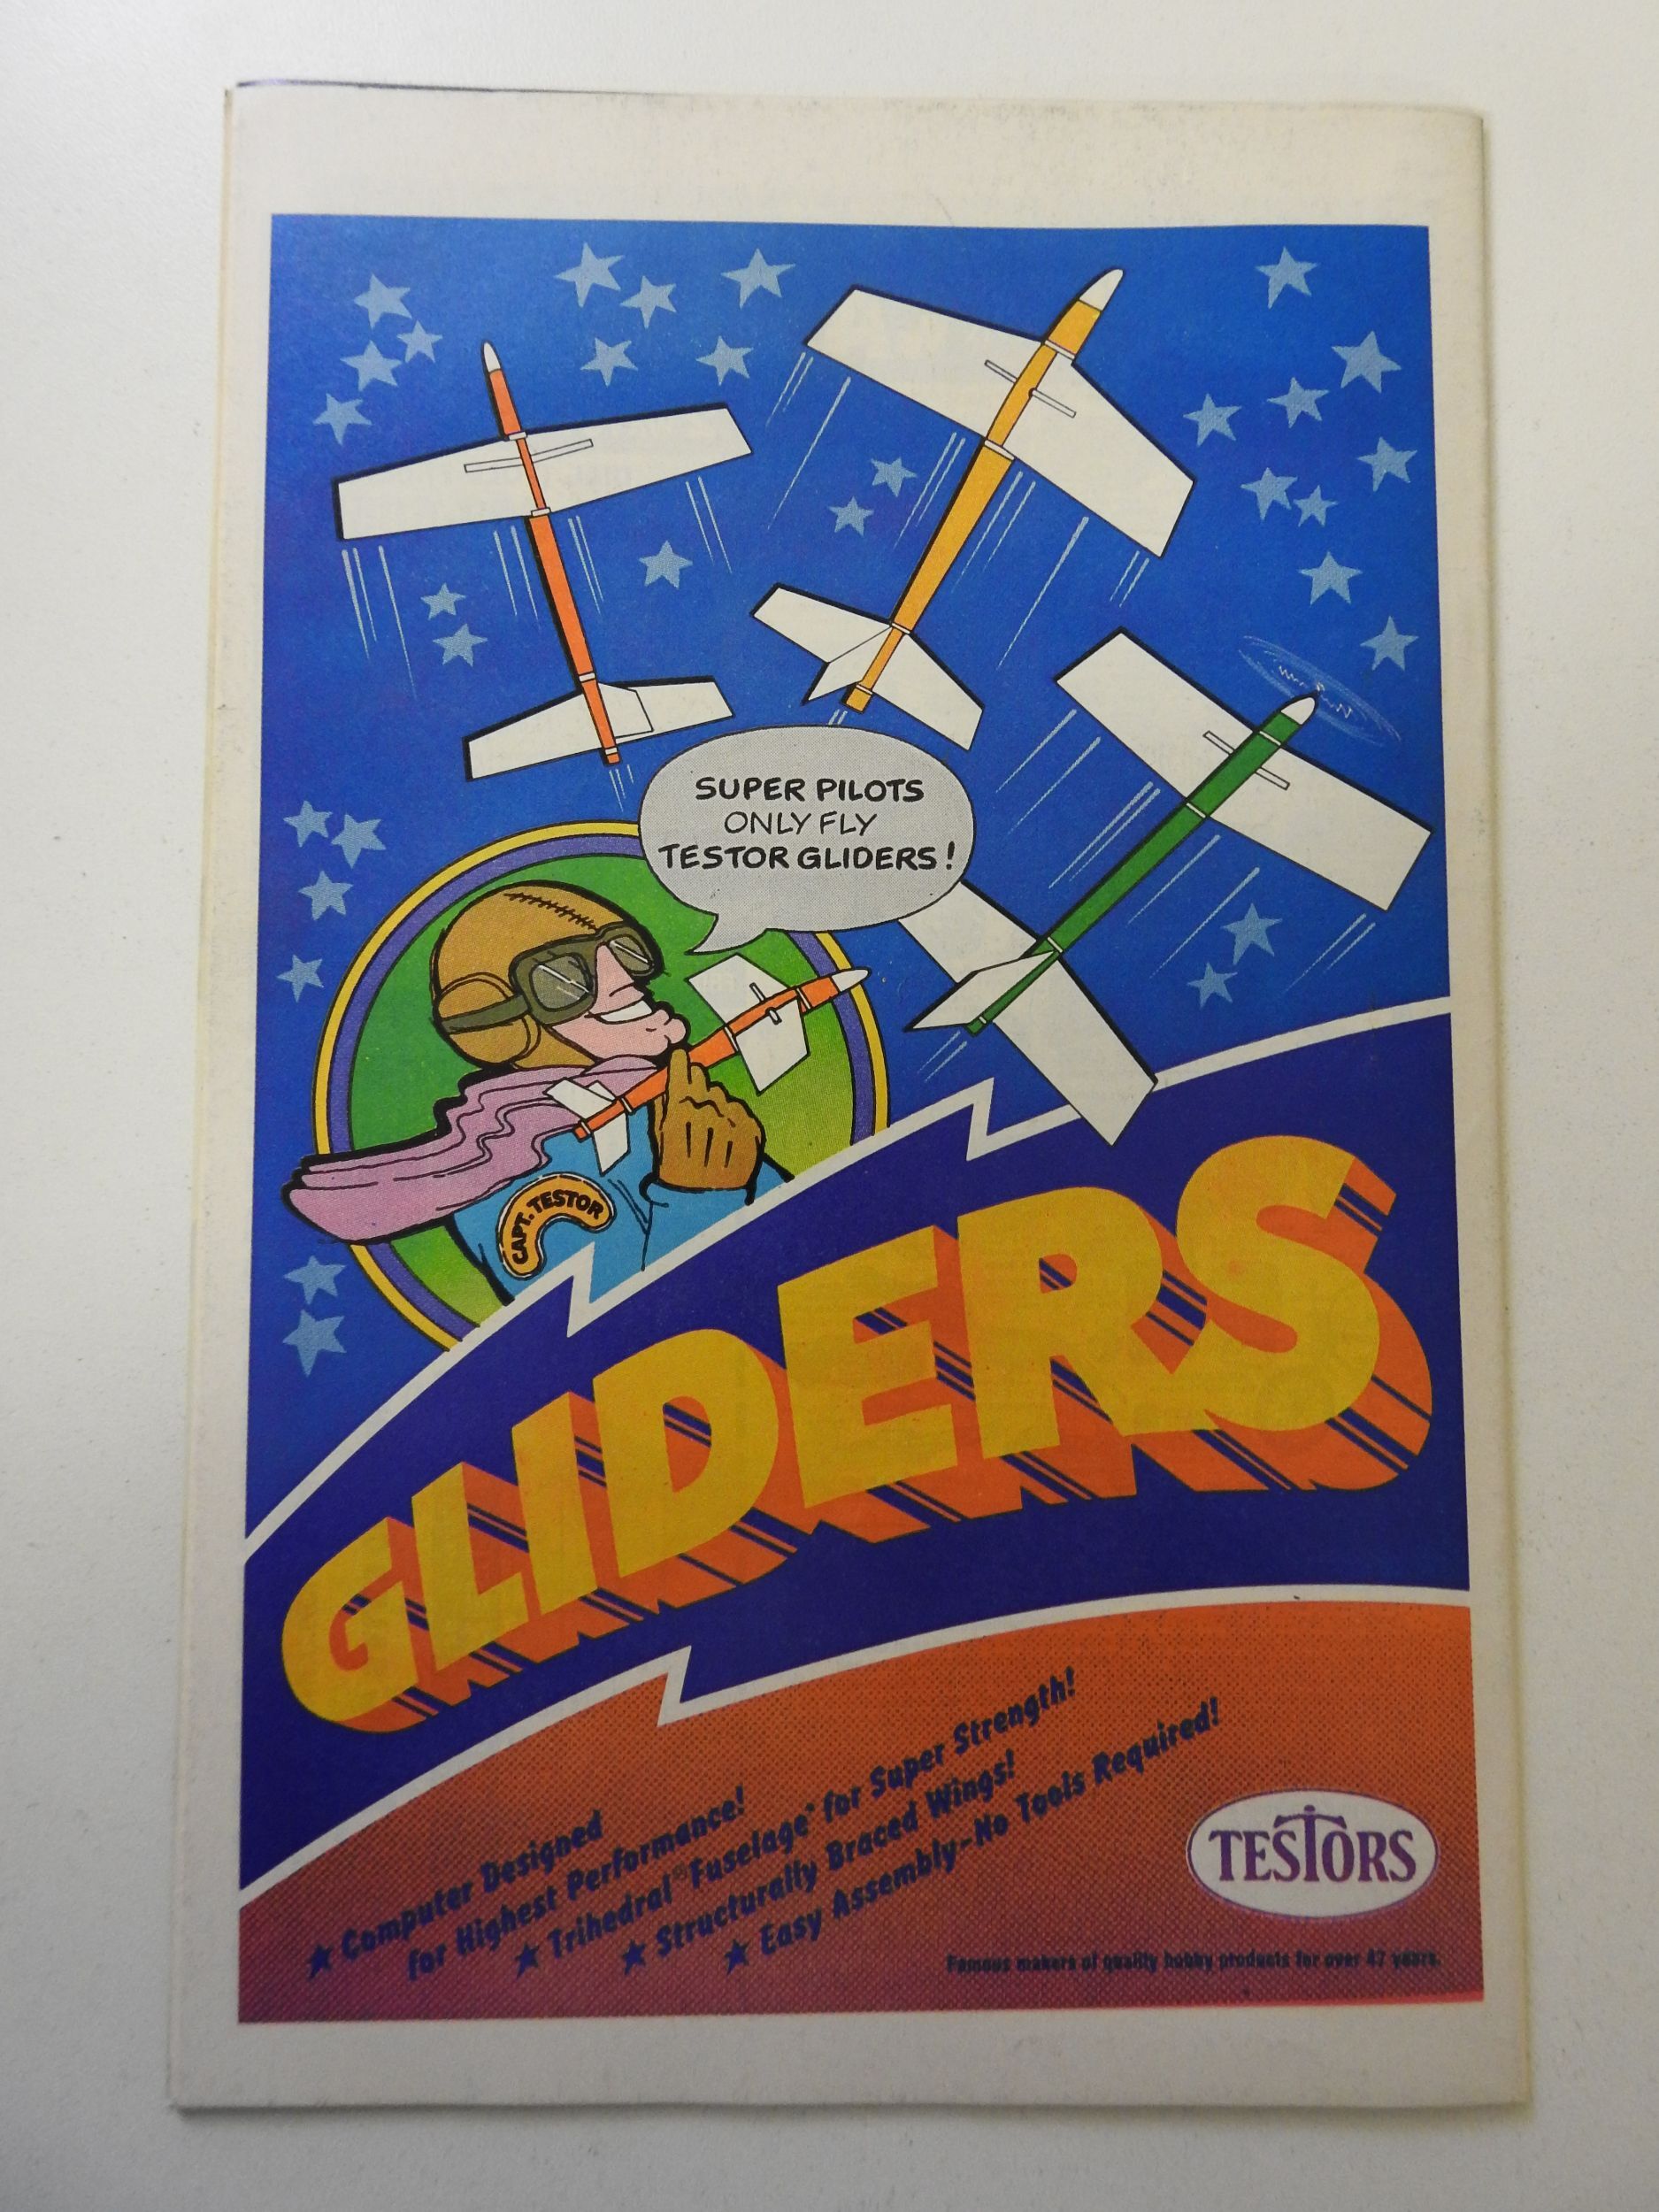 SUPER PILOTS
ONLY FLY
TESTOR GLIDERS!
CAPT. TESTOR
GLIDERS
★ Computer Designed
for Highest Performance!
★ Trihedral® Fuselage for Super Strength!
★ Structurally Braced Wings!
★ Easy Assembly-No Tools Required!
TESTORS
Famous makers of quality hobby products for over 47 years.